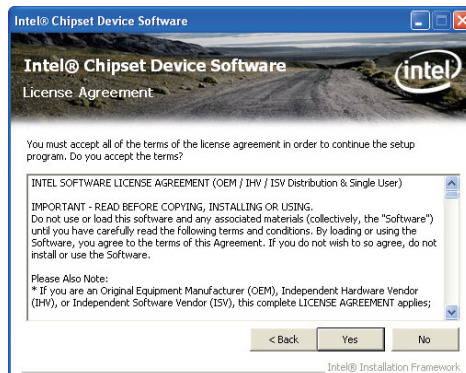 Intel® Chipset Device Software
Intel® Chipset Device Software
intel
License Agreement
You must accept all of the terms of the license agreement in order to continue the setup
program. Do you accept the terms?
INTEL SOFTWARE LICENSE AGREEMENT (OEM / IHV / ISV Distribution & Single User)
IMPORTANT - READ BEFORE COPYING, INSTALLING OR USING.
Do not use or load this software and any associated materials (collectively, the "Software")
until you have carefully read the following terms and conditions. By loading or using the
Software, you agree to the terms of this Agreement. If you do not wish to so agree, do not
install or use the Software.
Please Also Note:
* If you are an Original Equipment Manufacturer (OEM), Independent Hardware Vendor
(IHV), or Independent Software Vendor (ISV), this complete LICENSE AGREEMENT applies;
< Back Yes No
Intel® Installation Framework